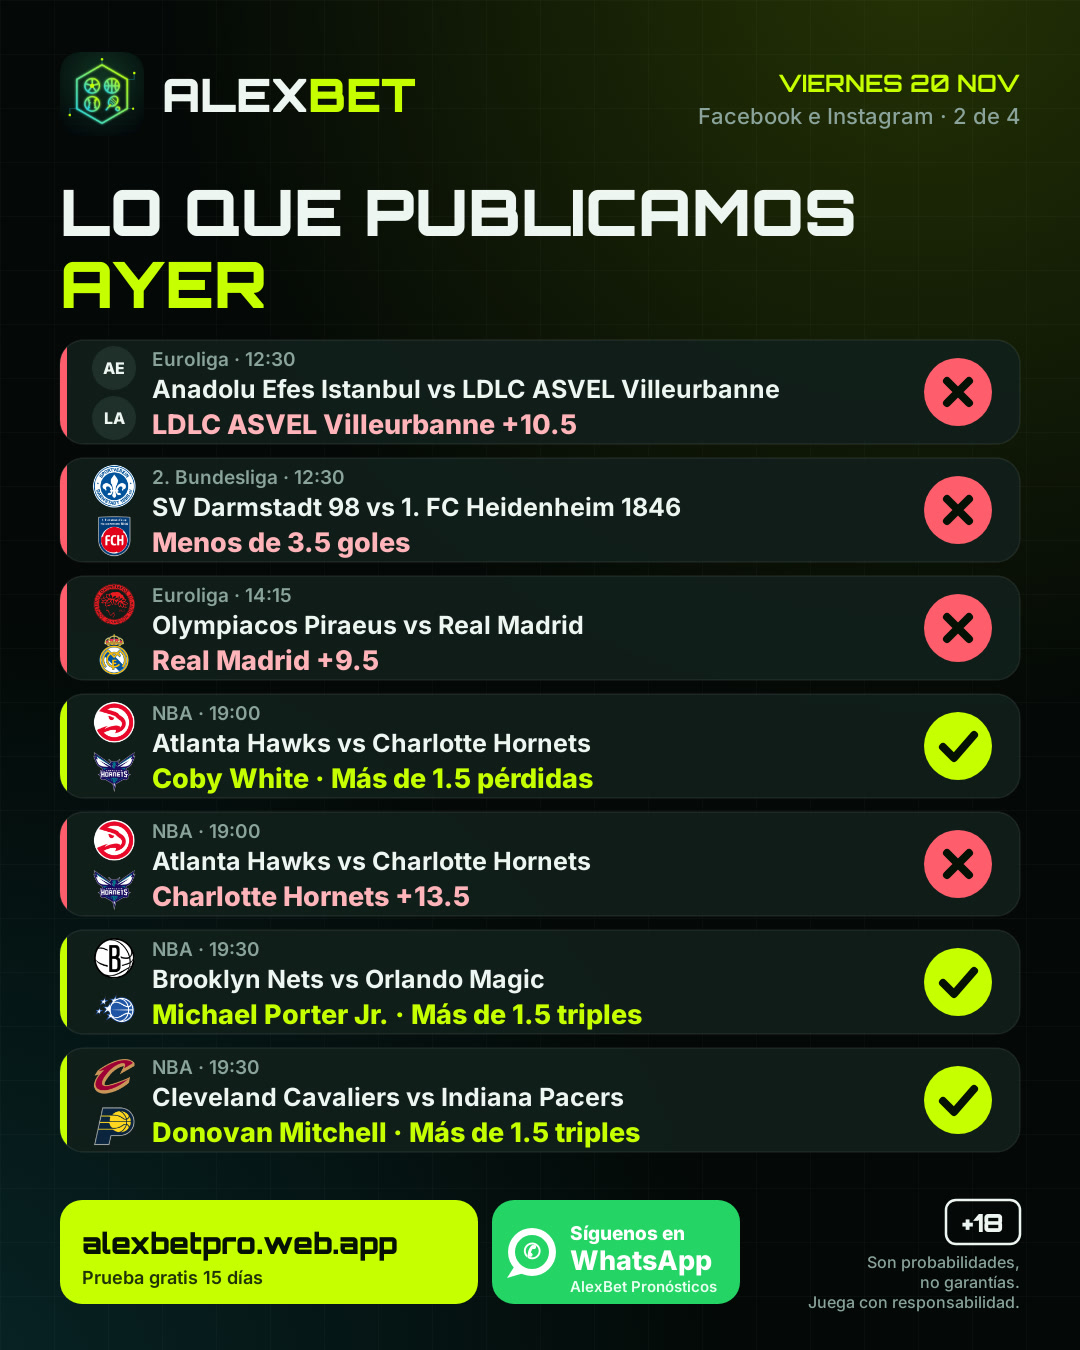 ALEXBET
VIERNES 20 NOV
Facebook e Instagram · 2 de 4
LO QUE PUBLICAMOS
AYER
AE
LA
Euroliga · 12:30
Anadolu Efes Istanbul vs LDLC ASVEL Villeurbanne
LDLC ASVEL Villeurbanne +10.5
FCH
2. Bundesliga · 12:30
SV Darmstadt 98 vs 1. FC Heidenheim 1846
Menos de 3.5 goles
Euroliga · 14:15
Olympiacos Piraeus vs Real Madrid
Real Madrid +9.5
NBA · 19:00
Atlanta Hawks vs Charlotte Hornets
Coby White · Más de 1.5 pérdidas
HORNETS
NBA · 19:00
Atlanta Hawks vs Charlotte Hornets
Charlotte Hornets +13.5
HORNETS
B
NBA · 19:30
Brooklyn Nets vs Orlando Magic
Michael Porter Jr. · Más de 1.5 triples
C
P
NBA · 19:30
Cleveland Cavaliers vs Indiana Pacers
Donovan Mitchell · Más de 1.5 triples
alexbetpro.web.app
Prueba gratis 15 días
Síguenos en
WhatsApp
AlexBet Pronósticos
+18
Son probabilidades,
no garantías.
Juega con responsabilidad.